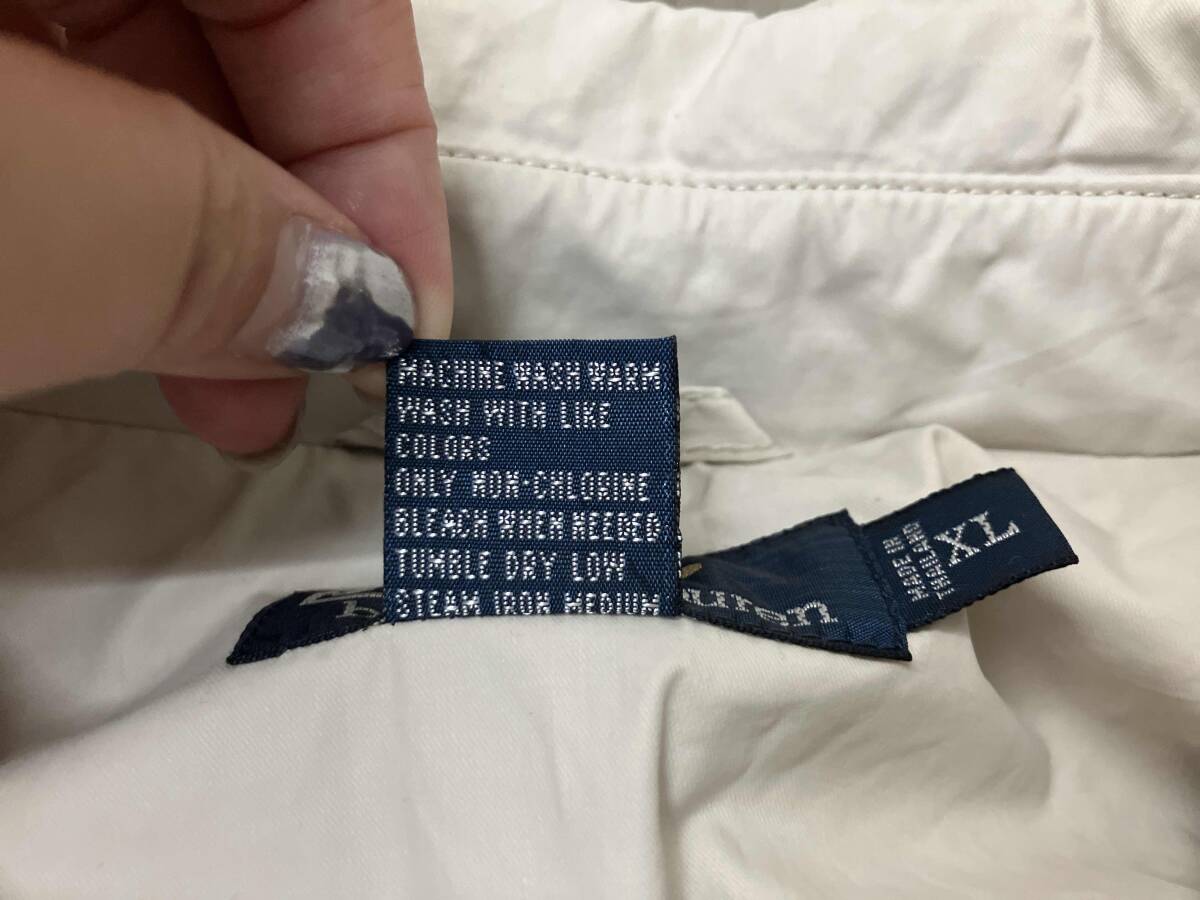 MACHINE WASH WARM
WASH WITH LIKE
COLORS
ONLY NON-CHLORINE
BLEACH WHEN NEEDED
TUMBLE DRY LOW
STEAM IRON MEDIUM
XL
MADE IN
THAILAND